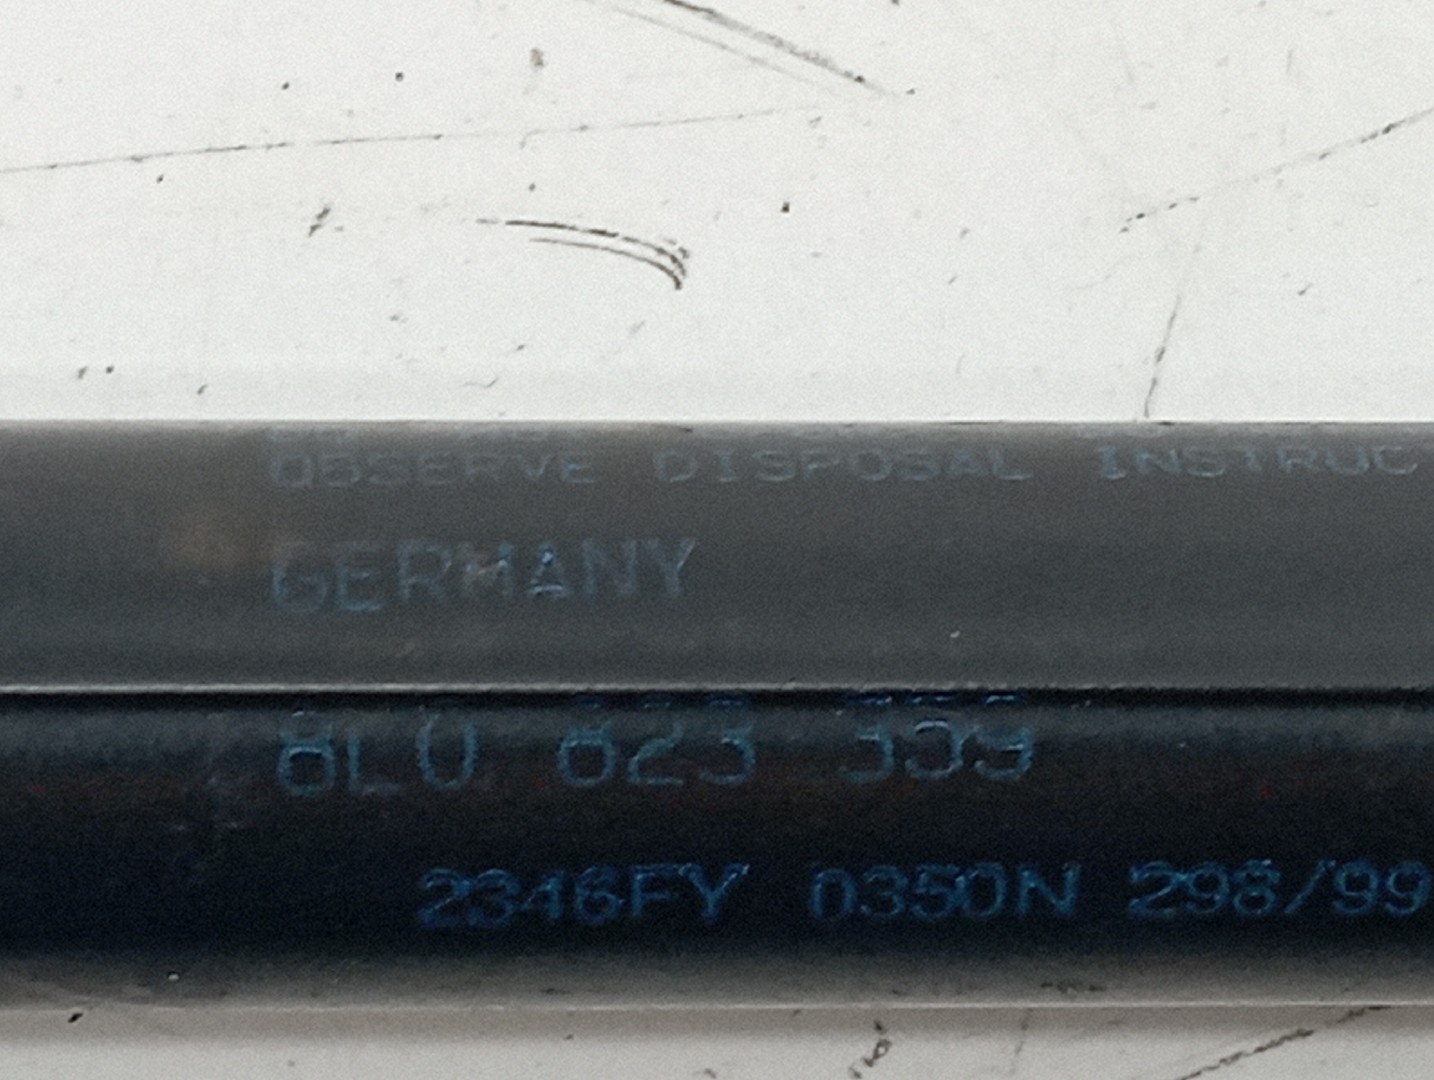 OBSERVE DISPOSAL INSTRUC
GERMANY
8L0 823 359
2346FY 0350N 298/99